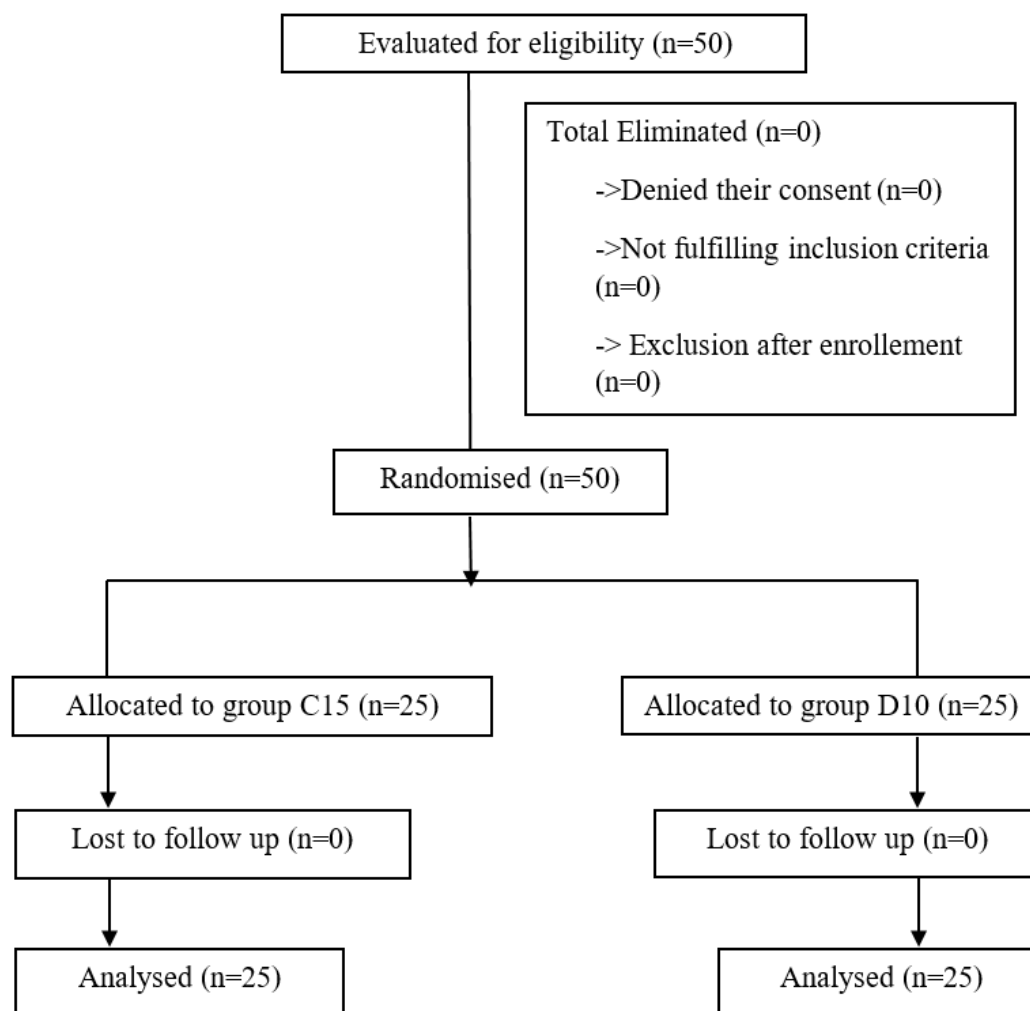 Evaluated for eligibility (n=50)
Total Eliminated (n=0)
->Denied their consent (n=0)
->Not fulfilling inclusion criteria
(n=0)
-> Exclusion after enrollement
(n=0)
Randomised (n=50)
Allocated to group C15 (n=25)
Allocated to group D10 (n=25)
Lost to follow up (n=0)
Lost to follow up (n=0)
Analysed (n=25)
Analysed (n=25)